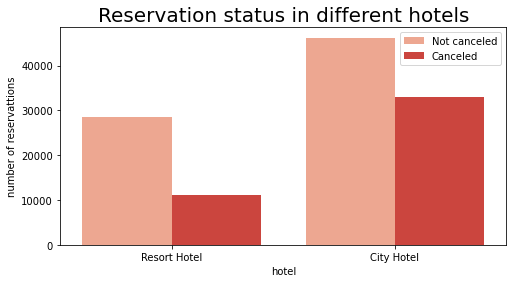 Reservation status in different hotels
Not canceled
Canceled
number of reservattions
40000
30000
20000
10000
0
Resort Hotel
City Hotel
hotel